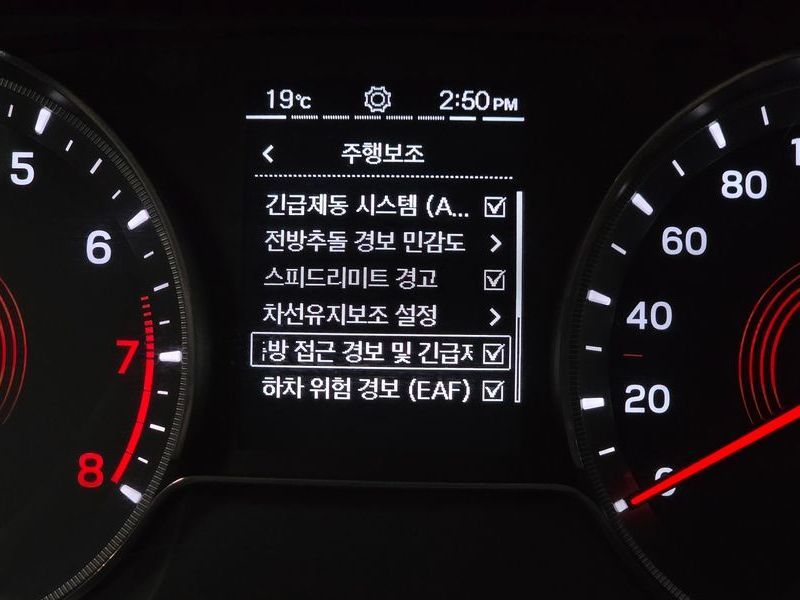 19°C 2:50PM
< 주행보조
긴급제동 시스템 (A...
전방추돌 경보 민감도 >
스피드리미트 경고
차선유지보조 설정 >
방 접근 경보 및 긴급
하차 위험 경보 (EAF)
5
6
7
8
80
60
40
20
0